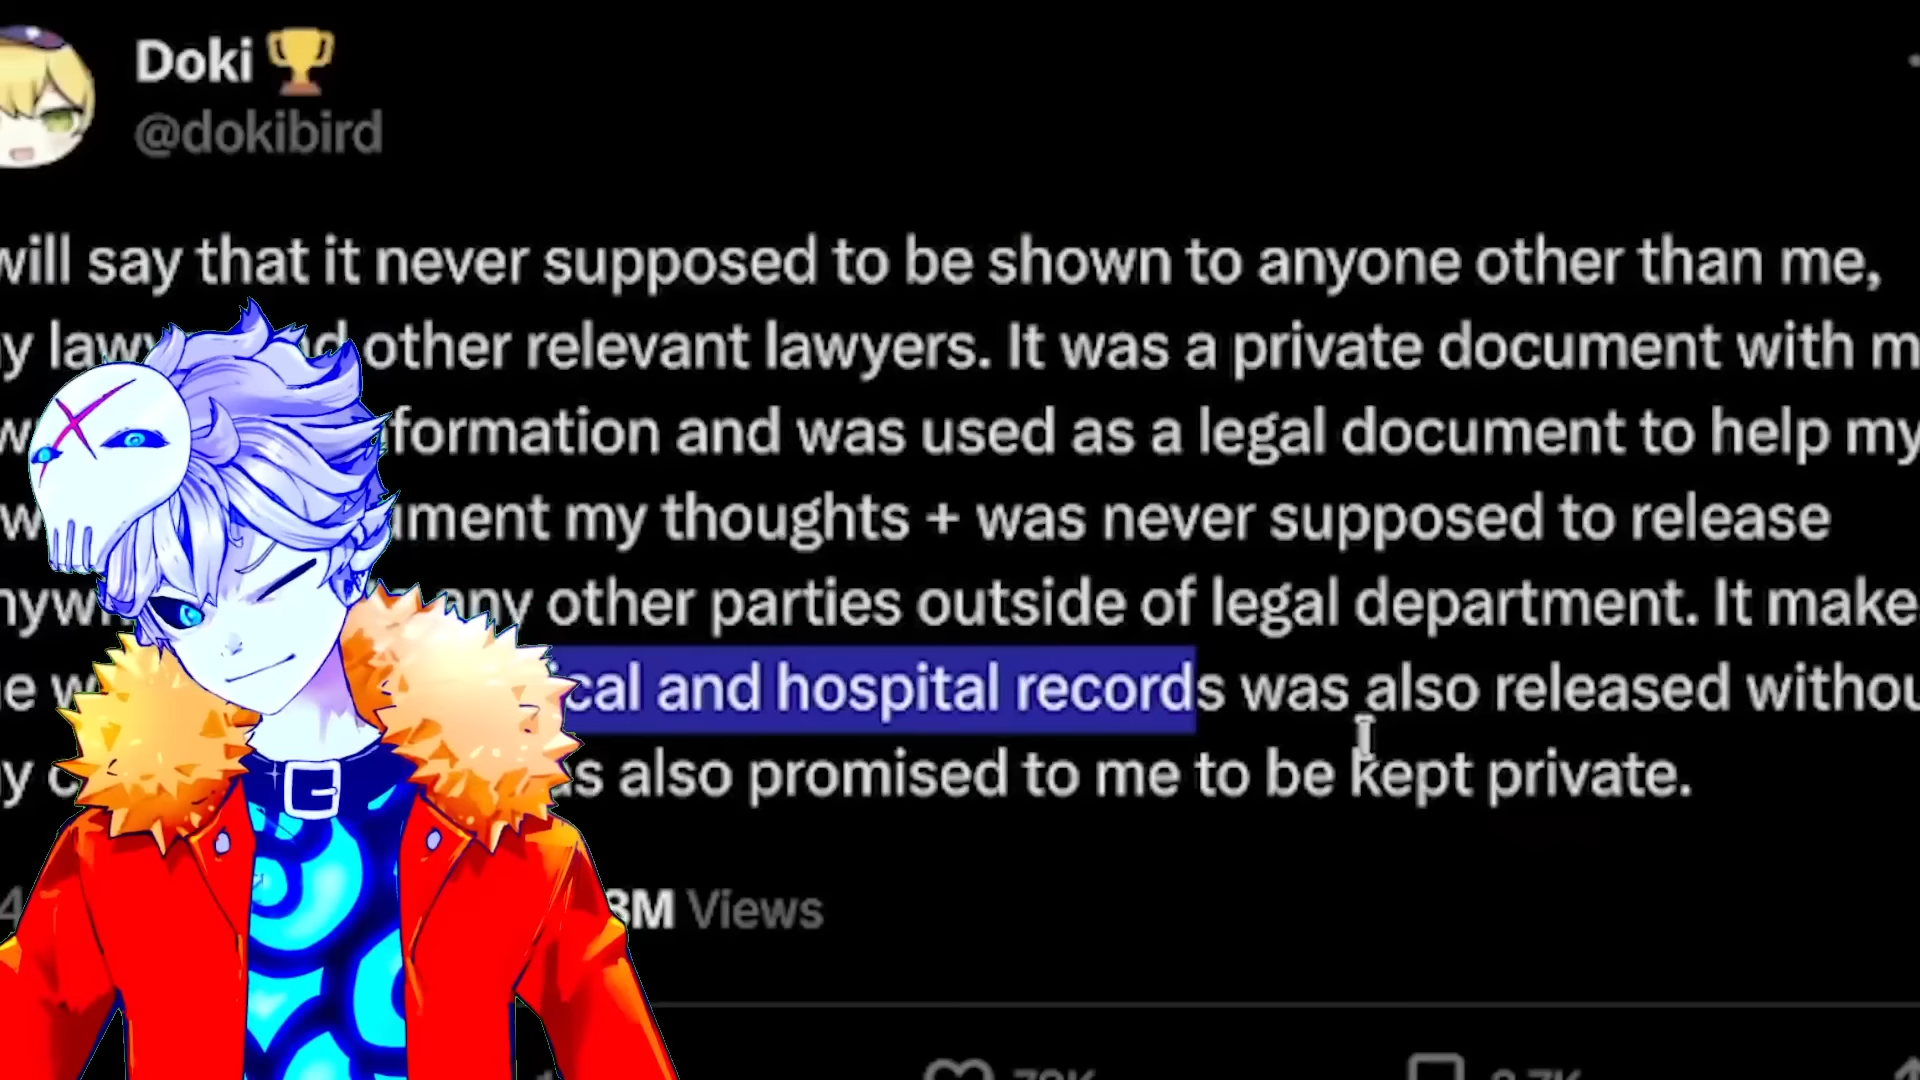 Doki 🏆
@dokibird
will say that it never supposed to be shown to anyone other than me,
other relevant lawyers. It was a private document with
formation and was used as a legal document to help my
ument my thoughts + was never supposed to release
any other parties outside of legal department. It make
cal and hospital records was also released withou
s also promised to me to be kept private.
Views